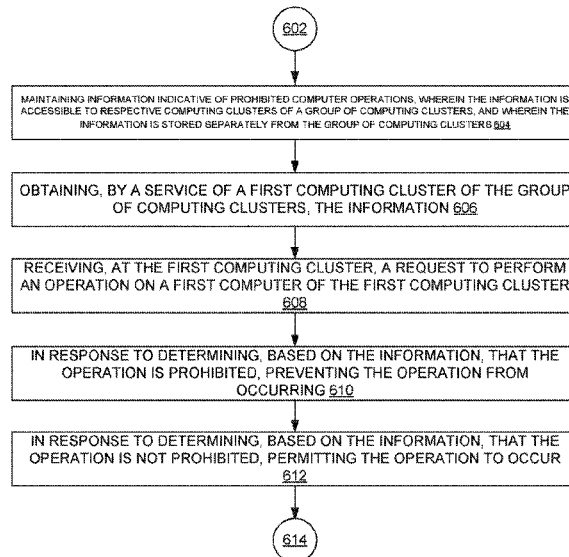 602
MAINTAINING INFORMATION INDICATIVE OF PROHIBITED COMPUTER OPERATIONS, WHEREIN THE INFORMATION IS
ACCESSIBLE TO RESPECTIVE COMPUTING CLUSTERS OF A GROUP OF COMPUTING CLUSTERS, AND WHEREIN THE
INFORMATION IS STORED SEPARATELY FROM THE GROUP OF COMPUTING CLUSTERS 604
OBTAINING, BY A SERVICE OF A FIRST COMPUTING CLUSTER OF THE GROUP
OF COMPUTING CLUSTERS, THE INFORMATION 606
RECEIVING, AT THE FIRST COMPUTING CLUSTER, A REQUEST TO PERFORM
AN OPERATION ON A FIRST COMPUTER OF THE FIRST COMPUTING CLUSTER
608
IN RESPONSE TO DETERMINING, BASED ON THE INFORMATION, THAT THE
OPERATION IS PROHIBITED, PREVENTING THE OPERATION FROM
OCCURRING 610
IN RESPONSE TO DETERMINING, BASED ON THE INFORMATION, THAT THE
OPERATION IS NOT PROHIBITED, PERMITTING THE OPERATION TO OCCUR
612
614